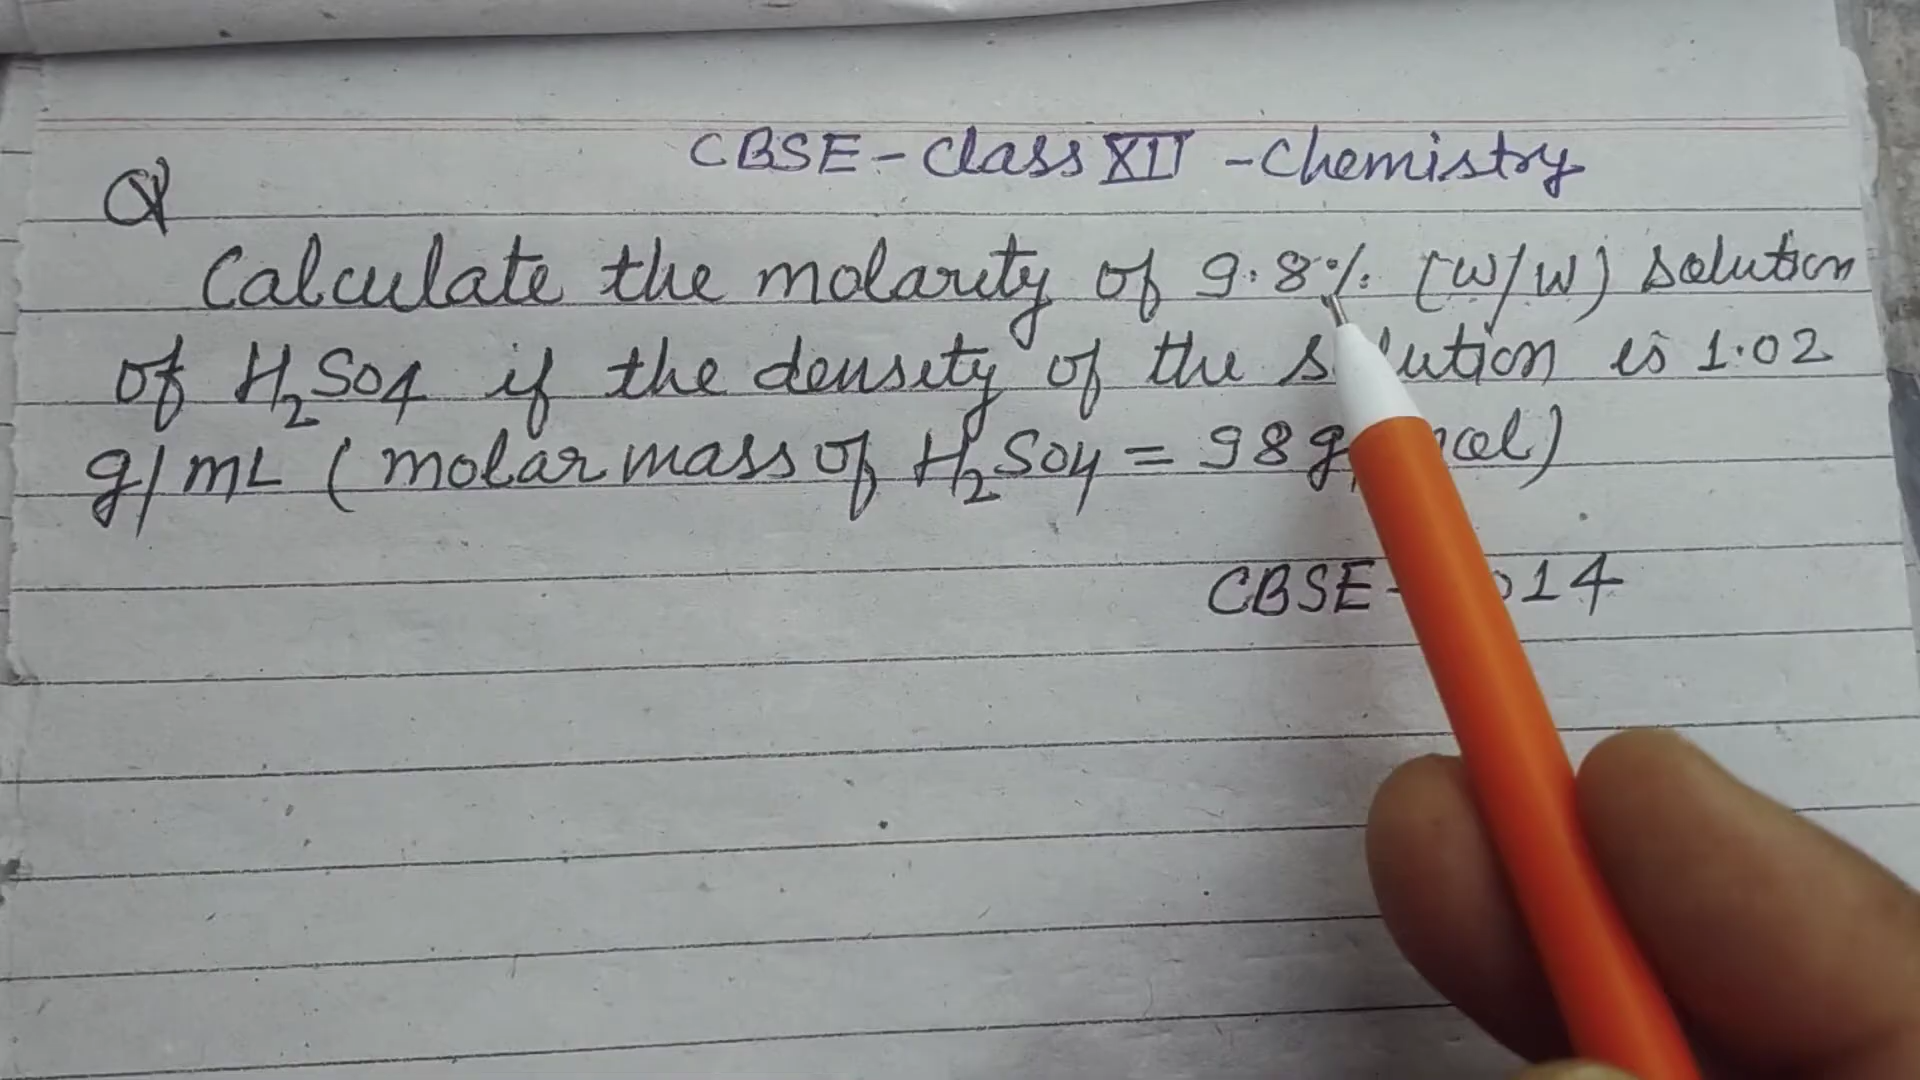 CBSE - Class XII - Chemistry
Q
Calculate the molarity of 9.8% (W/W) solution
of H2SO4 if the density of the solution is 1.02
g/mL (molar mass of H2SO4 = 98 g
CBSE-